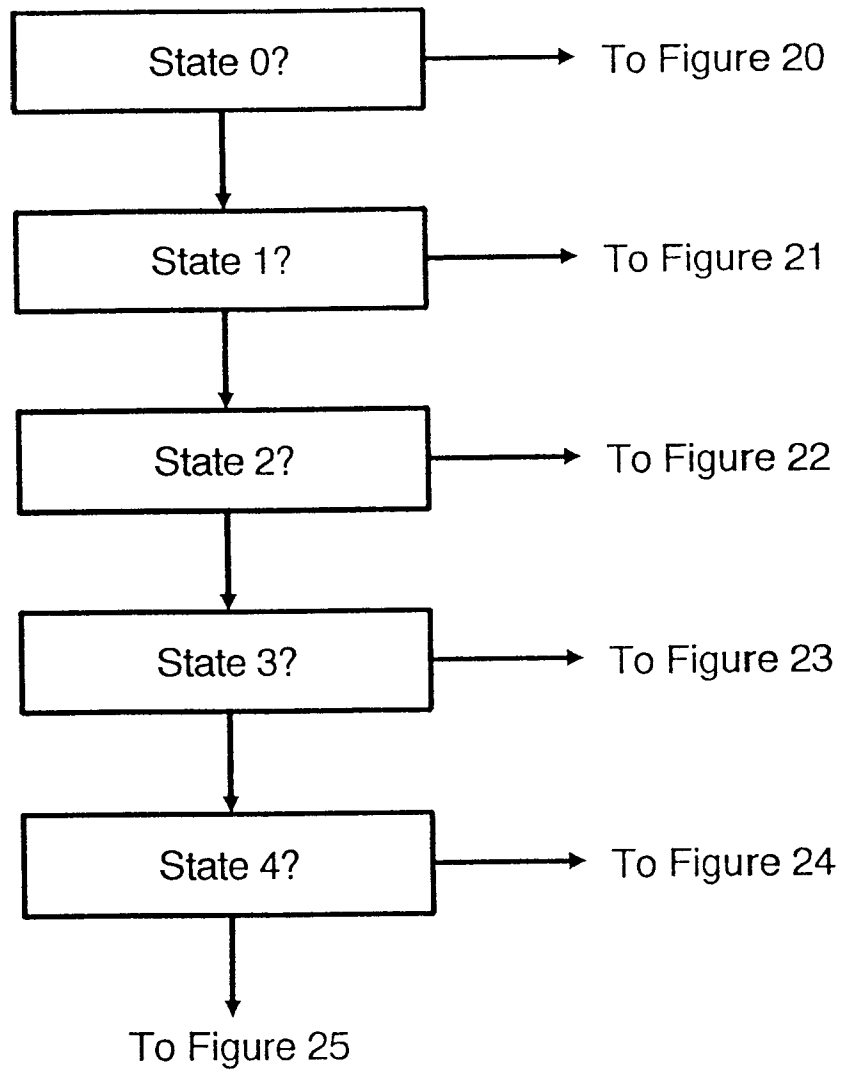 State 0?
To Figure 20
State 1?
To Figure 21
State 2?
To Figure 22
State 3?
To Figure 23
State 4?
To Figure 24
To Figure 25